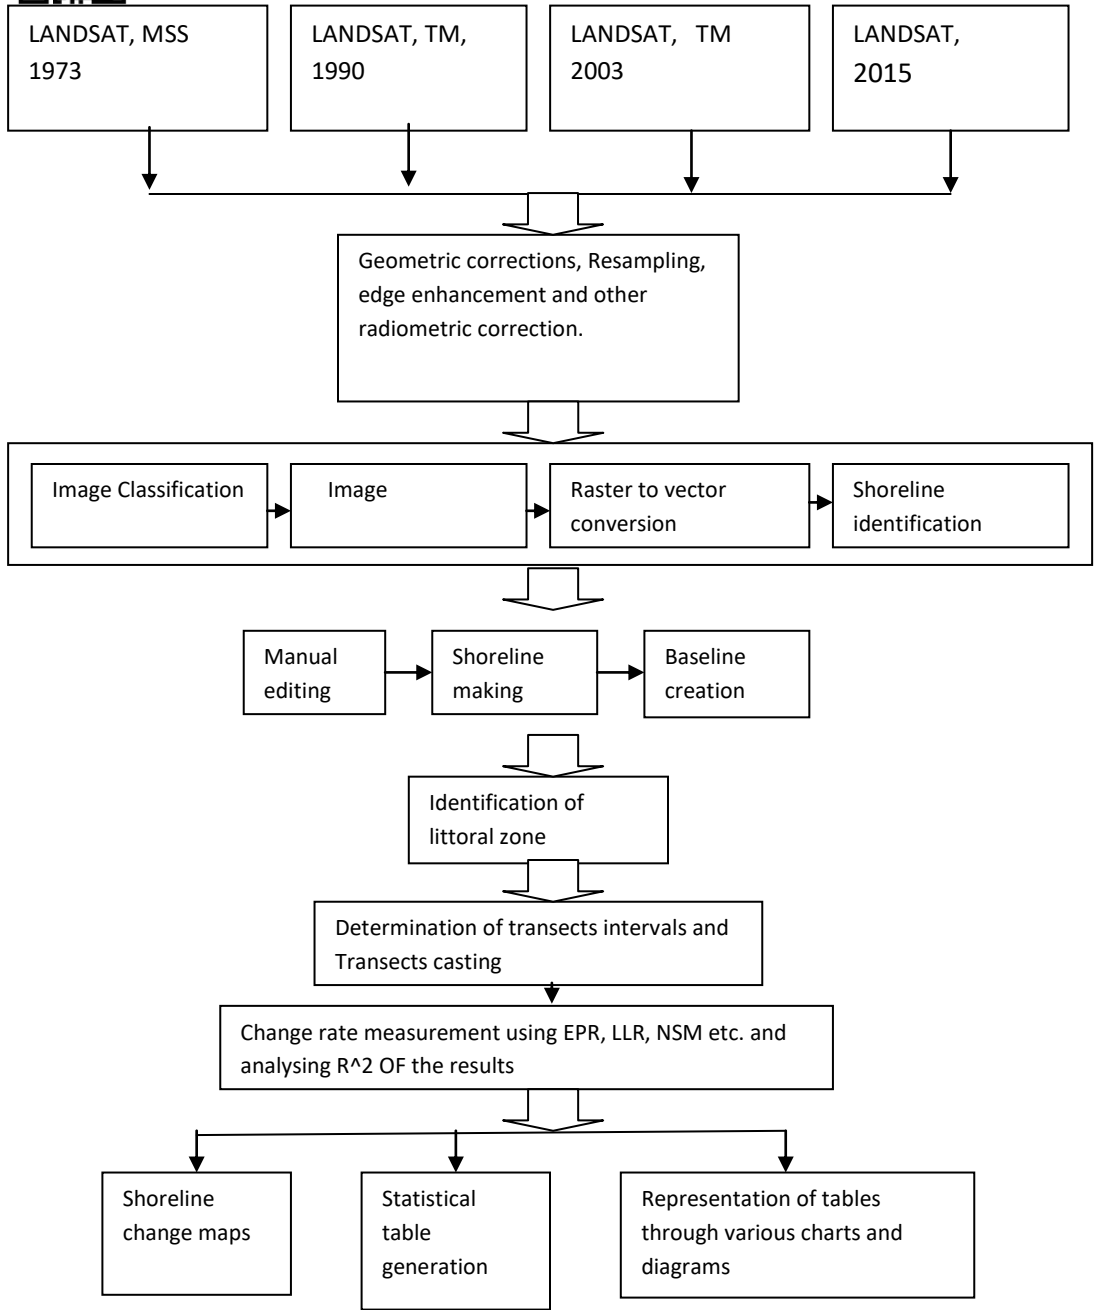 LANDSAT, MSS
1973
LANDSAT, TM,
1990
LANDSAT, TM
2003
LANDSAT,
2015
Geometric corrections, Resampling,
edge enhancement and other
radiometric correction.
Image Classification
Image
Raster to vector
conversion
Shoreline
identification
Manual
editing
Shoreline
making
Baseline
creation
Identification of
littoral zone
Determination of transects intervals and
Transects casting
Change rate measurement using EPR, LLR, NSM etc. and
analysing R^2 OF the results
Shoreline
change maps
Statistical
table
generation
Representation of tables
through various charts and
diagrams